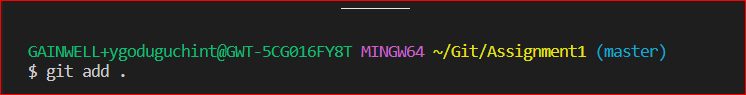 GAINWELL+ygoduguchint@GWT-5CG016FY8T MINGW64 ~/Git/Assignment1 (master)
$ git add .